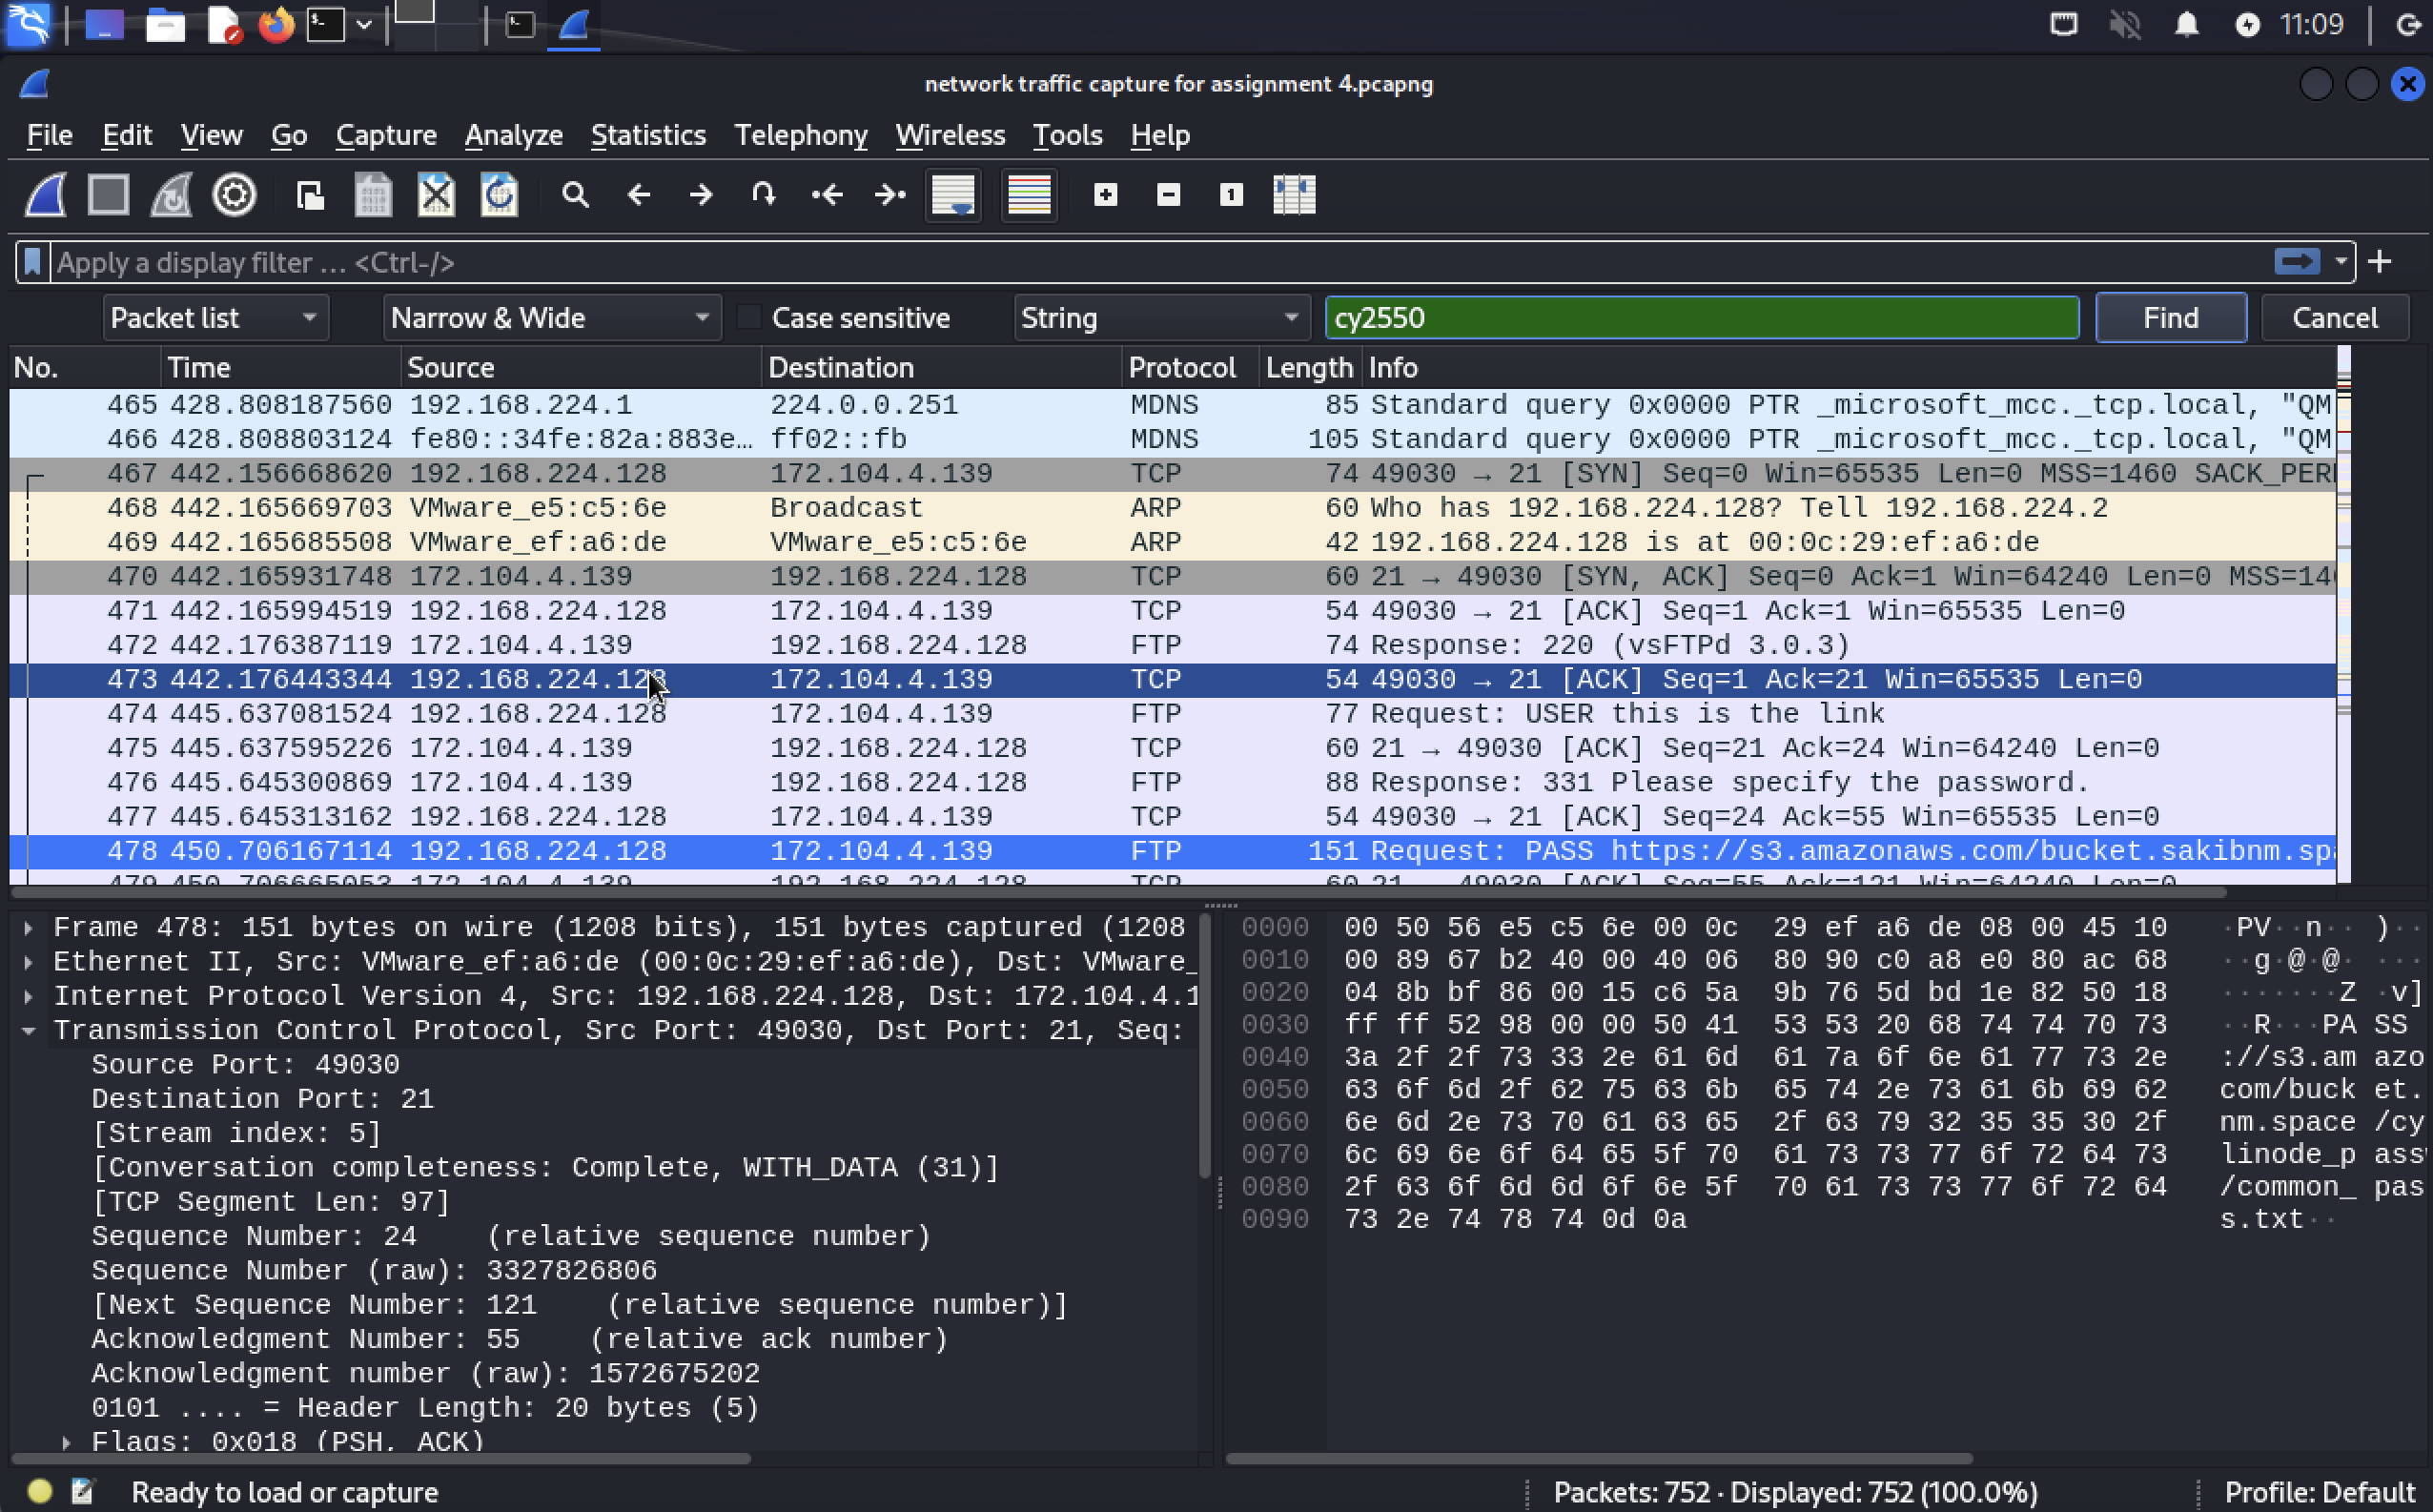 11:09
network traffic capture for assignment 4.pcapng
File Edit View Go Capture Analyze Statistics Telephony Wireless Tools Help
Apply a display filter ... <Ctrl-/>
Packet list Narrow & Wide Case sensitive String cy2550 Find Cancel
No. Time Source Destination Protocol Length Info
465 428.808187560 192.168.224.1 224.0.0.251 MDNS 85 Standard query 0x0000 PTR _microsoft_mcc._tcp.local, "QM
466 428.808803124 fe80::34fe:82a:883e… ff02::fb MDNS 105 Standard query 0x0000 PTR _microsoft_mcc._tcp.local, "QM
467 442.156668620 192.168.224.128 172.104.4.139 TCP 74 49030 → 21 [SYN] Seq=0 Win=65535 Len=0 MSS=1460 SACK_PER
468 442.165669703 VMware_e5:c5:6e Broadcast ARP 60 Who has 192.168.224.128? Tell 192.168.224.2
469 442.165685508 VMware_ef:a6:de VMware_e5:c5:6e ARP 42 192.168.224.128 is at 00:0c:29:ef:a6:de
470 442.165931748 172.104.4.139 192.168.224.128 TCP 60 21 → 49030 [SYN, ACK] Seq=0 Ack=1 Win=64240 Len=0 MSS=14
471 442.165994519 192.168.224.128 172.104.4.139 TCP 54 49030 → 21 [ACK] Seq=1 Ack=1 Win=65535 Len=0
472 442.176387119 172.104.4.139 192.168.224.128 FTP 74 Response: 220 (vsFTPd 3.0.3)
473 442.176443344 192.168.224.128 172.104.4.139 TCP 54 49030 → 21 [ACK] Seq=1 Ack=21 Win=65535 Len=0
474 445.637081524 192.168.224.128 172.104.4.139 FTP 77 Request: USER this is the link
475 445.637595226 172.104.4.139 192.168.224.128 TCP 60 21 → 49030 [ACK] Seq=21 Ack=24 Win=64240 Len=0
476 445.645300869 172.104.4.139 192.168.224.128 FTP 88 Response: 331 Please specify the password.
477 445.645313162 192.168.224.128 172.104.4.139 TCP 54 49030 → 21 [ACK] Seq=24 Ack=55 Win=65535 Len=0
478 450.706167114 192.168.224.128 172.104.4.139 FTP 151 Request: PASS https://s3.amazonaws.com/bucket.sakibnm.sp
479 450.706665053 172.104.4.139 192.168.224.128 TCP 60 21 → 49030 [ACK] Seq=55 Ack=121 Win=64240 Len=0
Frame 478: 151 bytes on wire (1208 bits), 151 bytes captured (1208
Ethernet II, Src: VMware_ef:a6:de (00:0c:29:ef:a6:de), Dst: VMware_
Internet Protocol Version 4, Src: 192.168.224.128, Dst: 172.104.4.1
Transmission Control Protocol, Src Port: 49030, Dst Port: 21, Seq:
Source Port: 49030
Destination Port: 21
[Stream index: 5]
[Conversation completeness: Complete, WITH_DATA (31)]
[TCP Segment Len: 97]
Sequence Number: 24 (relative sequence number)
Sequence Number (raw): 3327826806
[Next Sequence Number: 121 (relative sequence number)]
Acknowledgment Number: 55 (relative ack number)
Acknowledgment number (raw): 1572675202
0101 .... = Header Length: 20 bytes (5)
Flags: 0x018 (PSH, ACK)
0000 00 50 56 e5 c5 6e 00 0c 29 ef a6 de 08 00 45 10 ·PV··n·· )··
0010 00 89 67 b2 40 00 40 06 80 90 c0 a8 e0 80 ac 68 ··g·@·@· ···
0020 04 8b bf 86 00 15 c6 5a 9b 76 5d bd 1e 82 50 18 ·······Z ·v]
0030 ff ff 52 98 00 00 50 41 53 53 20 68 74 74 70 73 ··R···PA SS
0040 3a 2f 2f 73 33 2e 61 6d 61 7a 6f 6e 61 77 73 2e ://s3.am azo
0050 63 6f 6d 2f 62 75 63 6b 65 74 2e 73 61 6b 69 62 com/buck et.
0060 6e 6d 2e 73 70 61 63 65 2f 63 79 32 35 35 30 2f nm.space /cy
0070 6c 69 6e 6f 64 65 5f 70 61 73 73 77 6f 72 64 73 linode_p ass
0080 2f 63 6f 6d 6d 6f 6e 5f 70 61 73 73 77 6f 72 64 /common_ pas
0090 73 2e 74 78 74 0d 0a s.txt··
Ready to load or capture Packets: 752 · Displayed: 752 (100.0%) Profile: Default